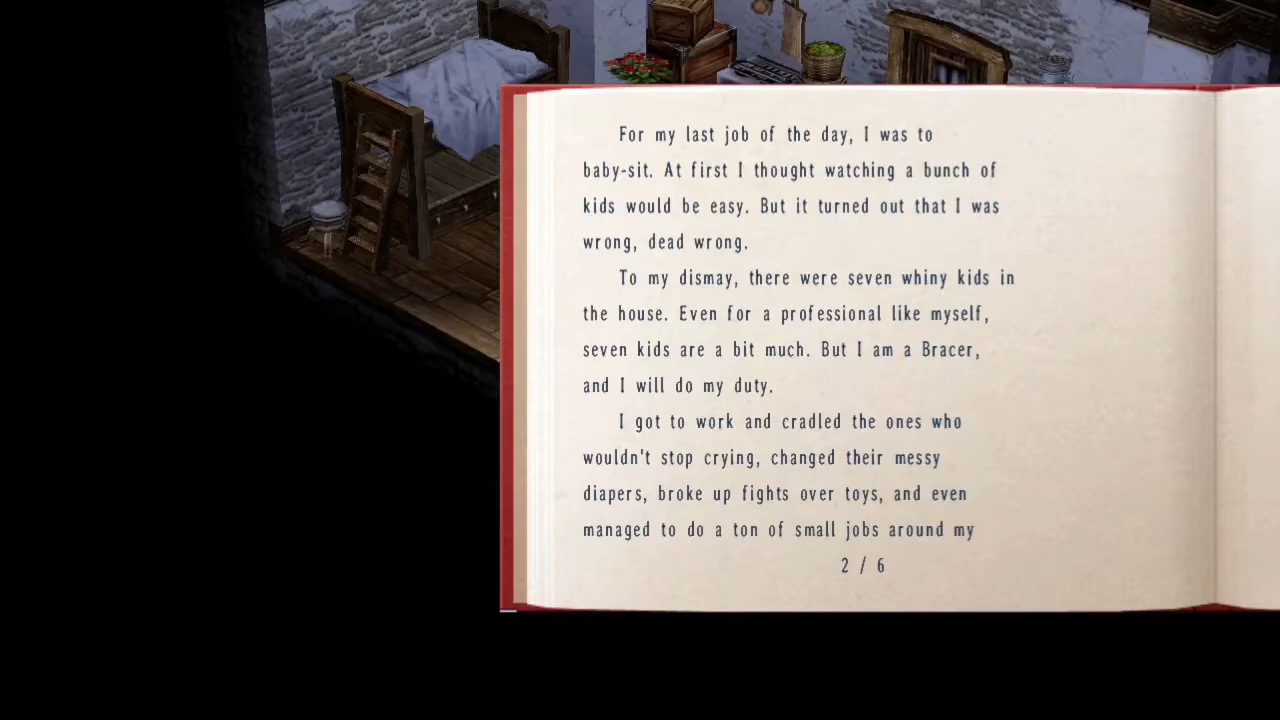 For my last job of the day, I was to
baby-sit. At first I thought watching a bunch of
kids would be easy. But it turned out that I was
wrong, dead wrong.
To my dismay, there were seven whiny kids in
the house. Even for a professional like myself,
seven kids are a bit much. But I am a Bracer,
and I will do my duty.
I got to work and cradled the ones who
wouldn't stop crying, changed their messy
diapers, broke up fights over toys, and even
managed to do a ton of small jobs around my
2 / 6